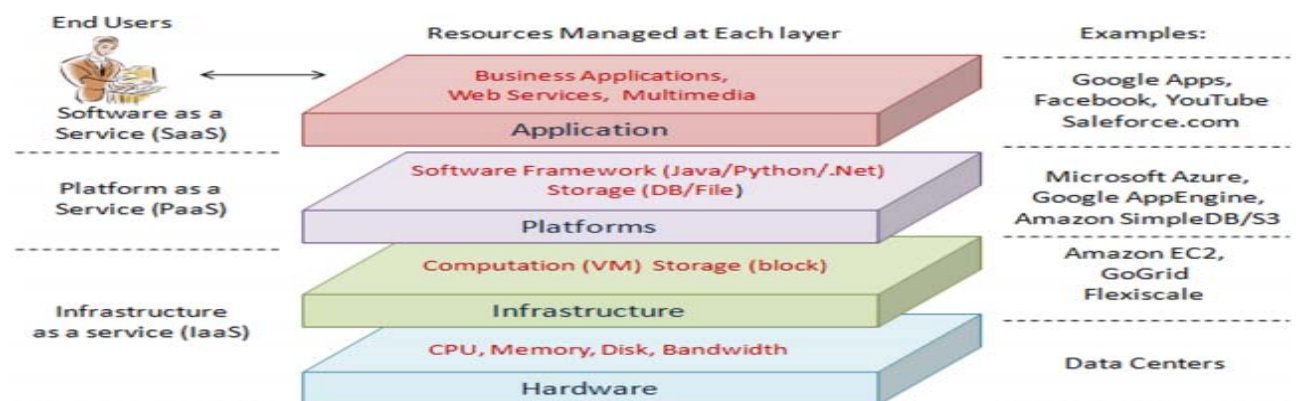 End Users
Resources Managed at Each layer
Examples:
Software as a
Service (SaaS)
Business Applications,
Web Services, Multimedia
Application
Google Apps,
Facebook, YouTube
Saleforce.com
Platform as a
Service (PaaS)
Software Framework (Java/Python/.Net)
Storage (DB/File)
Platforms
Microsoft Azure,
Google AppEngine,
Amazon SimpleDB/S3
Infrastructure
as a service (IaaS)
Computation (VM) Storage (block)
Infrastructure
Amazon EC2,
GoGrid
Flexiscale
CPU, Memory, Disk, Bandwidth
Hardware
Data Centers